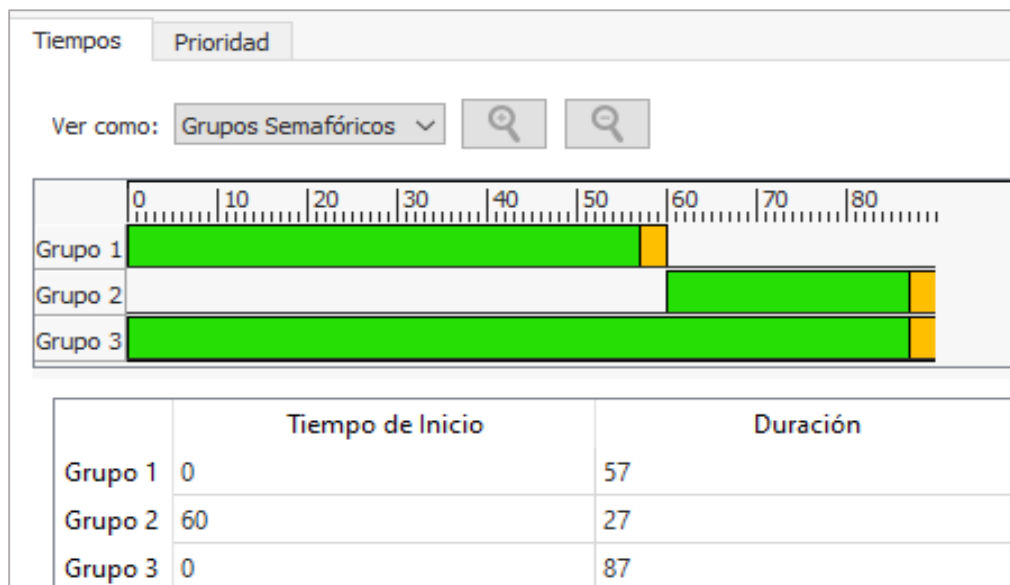 Tiempos Prioridad
Ver como: Grupos Semafóricos
0 10 20 30 40 50 60 70 80
Grupo 1
Grupo 2
Grupo 3
Tiempo de Inicio Duración
Grupo 1 0 57
Grupo 2 60 27
Grupo 3 0 87